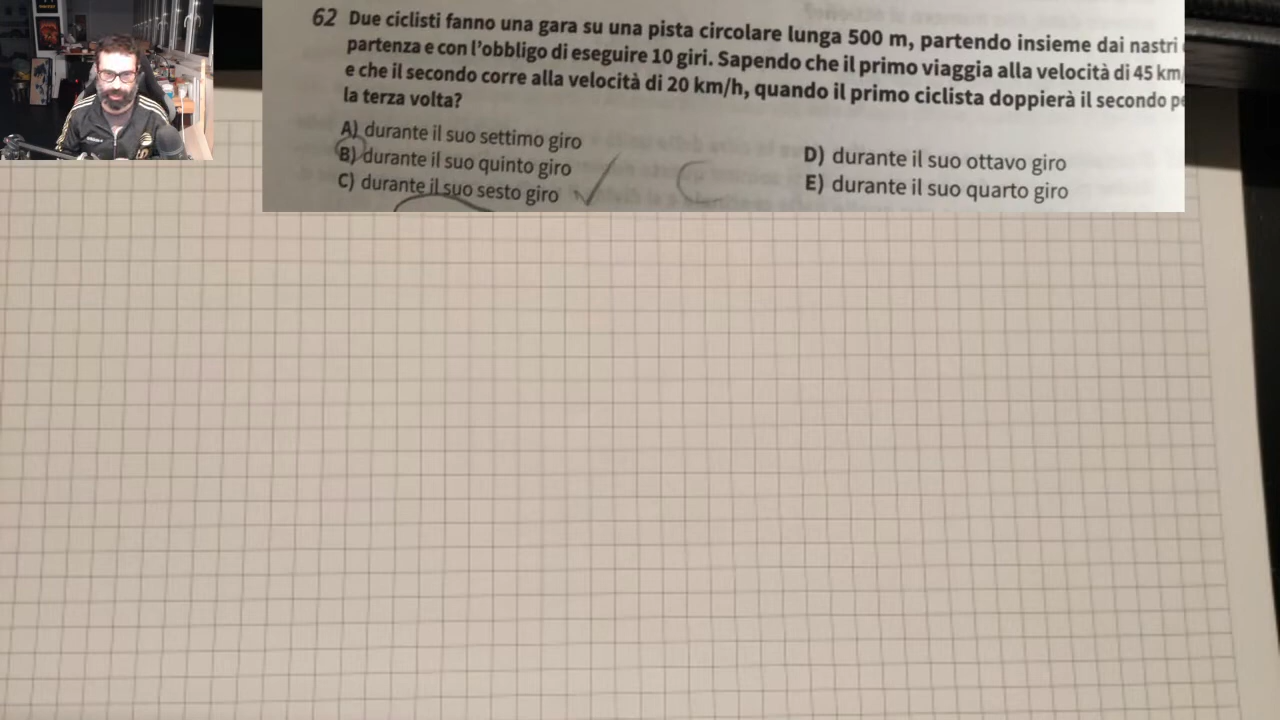 62 Due ciclisti fanno una gara su una pista circolare lunga 500 m, partendo insieme dai nastri
partenza e con l'obbligo di eseguire 10 giri. Sapendo che il primo viaggia alla velocità di 45 km
e che il secondo corre alla velocità di 20 km/h, quando il primo ciclista doppierà il secondo pe
la terza volta?
A) durante il suo settimo giro
B) durante il suo quinto giro
C) durante il suo sesto giro
D) durante il suo ottavo giro
E) durante il suo quarto giro